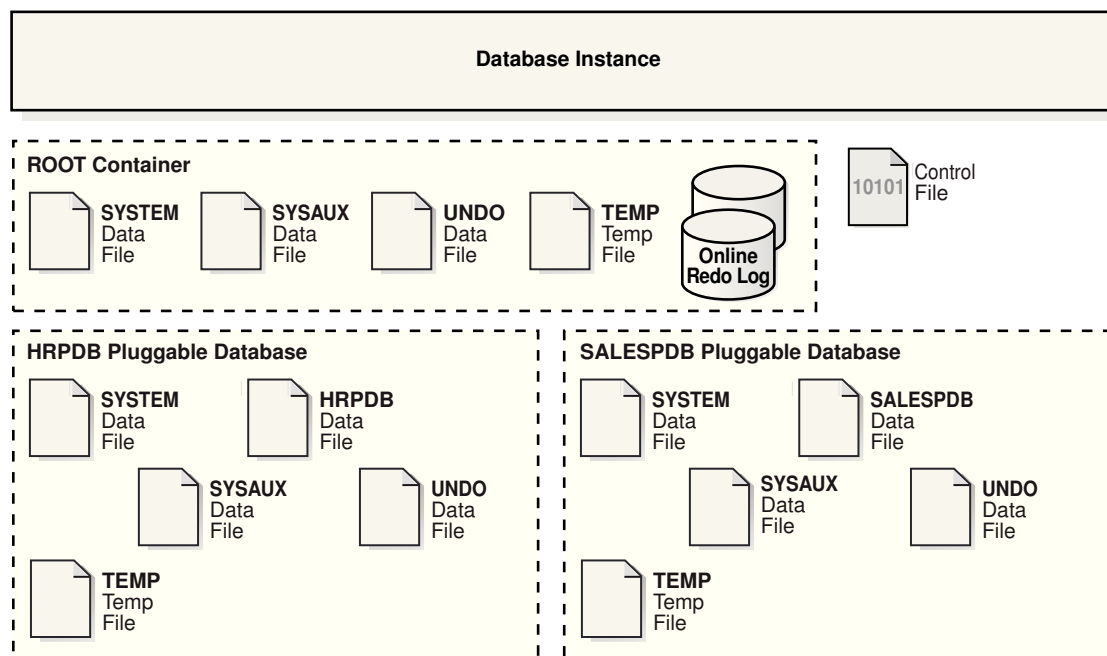 Database Instance
ROOT Container
SYSTEM
Data
File
SYSAUX
Data
File
UNDO
Data
File
TEMP
Temp
File
Online
Redo Log
10101
Control
File
HRPDB Pluggable Database
SYSTEM
Data
File
HRPDB
Data
File
SYSAUX
Data
File
UNDO
Data
File
TEMP
Temp
File
SALESPDB Pluggable Database
SYSTEM
Data
File
SALESPDB
Data
File
SYSAUX
Data
File
UNDO
Data
File
TEMP
Temp
File